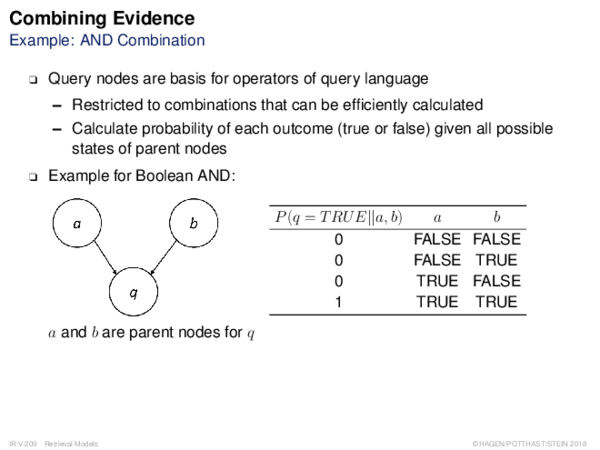 Combining Evidence
Example: AND Combination
❑ Query nodes are basis for operators of query language
– Restricted to combinations that can be efficiently calculated
– Calculate probability of each outcome (true or false) given all possible
states of parent nodes
❑ Example for Boolean AND:
a
b
q
P(q = TRUE||a, b) a b
0 FALSE FALSE
0 FALSE TRUE
0 TRUE FALSE
1 TRUE TRUE
a and b are parent nodes for q
IR:V-209 Retrieval Models
©HAGEN/POTTHAST/STEIN 2018